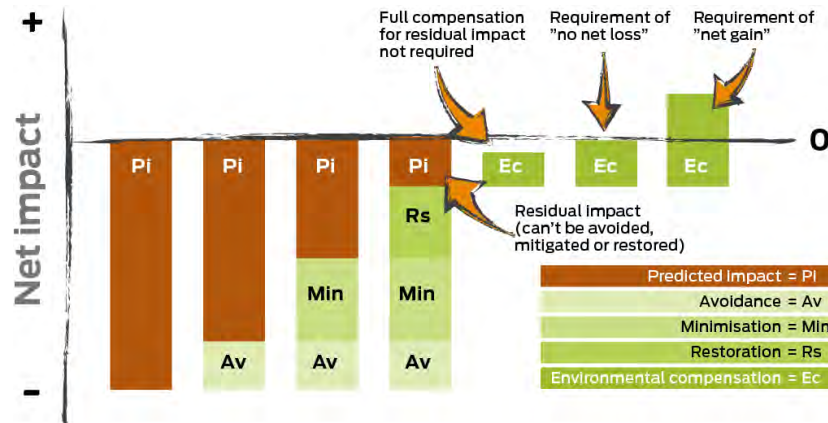 +
Full compensation
for residual impact
not required
Requirement of
”no net loss”
Requirement of
”net gain”
Net impact
0
Pi
Pi
Pi
Pi
Ec
Ec
Ec
Rs
Residual impact
(can’t be avoided,
mitigated or restored)
Min
Min
Av
Av
Av
-
Predicted Impact = Pi
Avoidance = Av
Minimisation = Min
Restoration = Rs
Environmental compensation = Ec